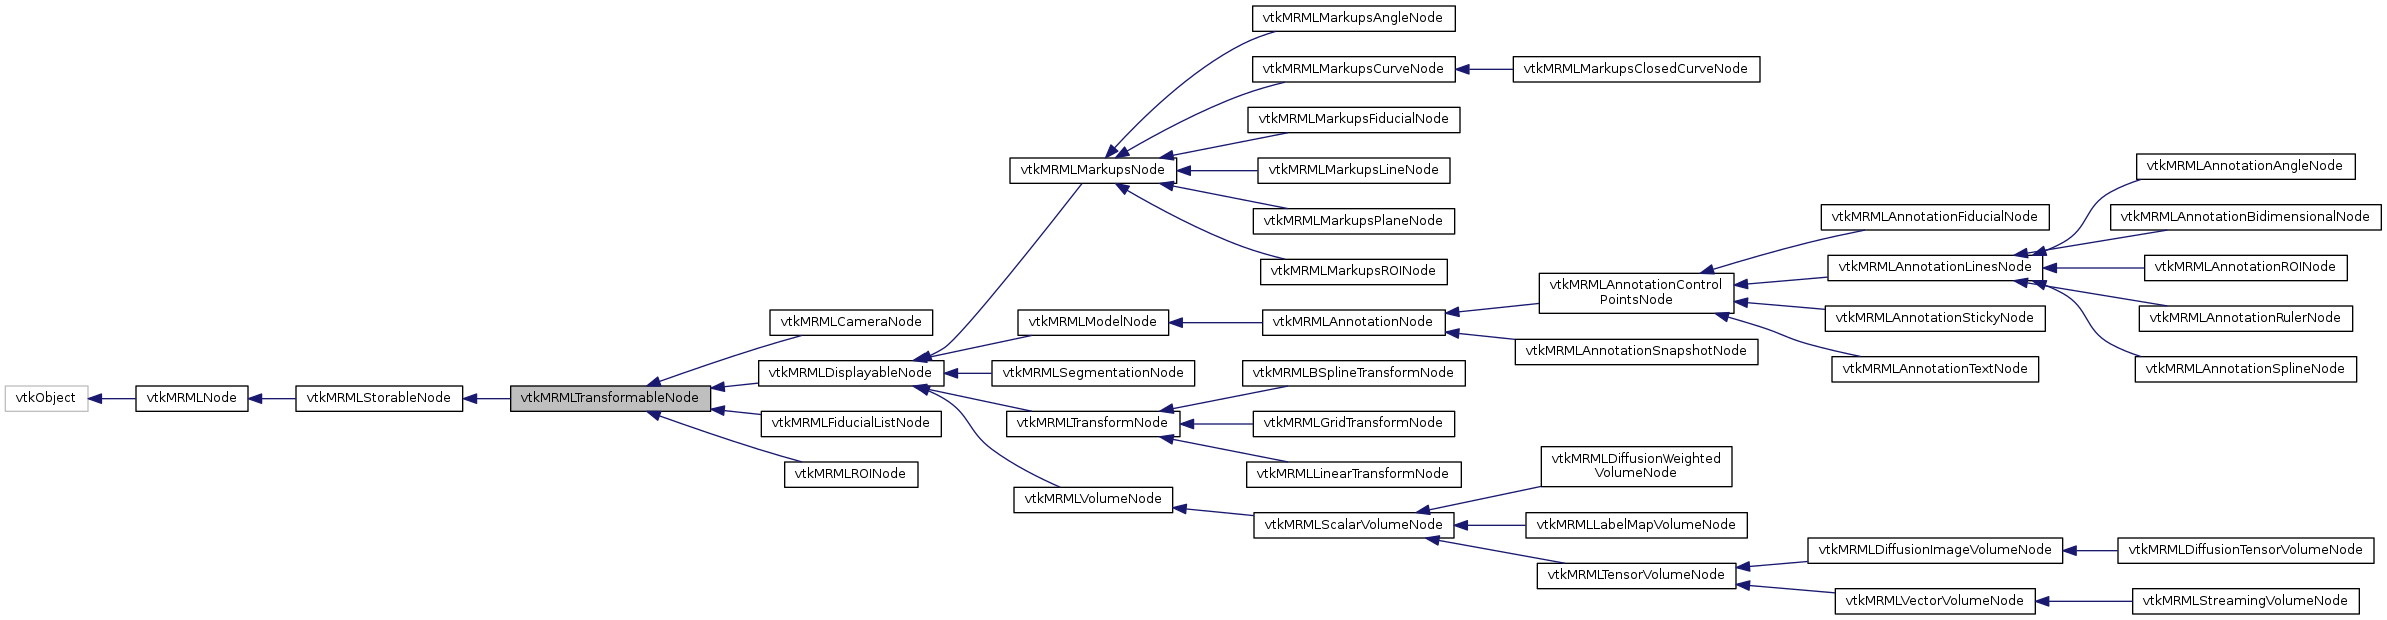 vtkMRMLMarkupsAngleNode
vtkMRMLMarkupsCurveNode
vtkMRMLMarkupsClosedCurveNode
vtkMRMLMarkupsFiducialNode
vtkMRMLMarkupsNode
vtkMRMLMarkupsLineNode
vtkMRMLAnnotationAngleNode
vtkMRMLMarkupsPlaneNode
vtkMRMLAnnotationFiducialNode
vtkMRMLAnnotationBidimensionalNode
vtkMRMLMarkupsROINode
vtkMRMLAnnotationControl
PointsNode
vtkMRMLAnnotationLinesNode
vtkMRMLAnnotationROINode
vtkMRMLCameraNode
vtkMRMLModelNode
vtkMRMLAnnotationNode
vtkMRMLAnnotationStickyNode
vtkMRMLAnnotationRulerNode
vtkMRMLAnnotationSnapshotNode
vtkMRMLDisplayableNode
vtkMRMLSegmentationNode
vtkMRMLBSplineTransformNode
vtkMRMLAnnotationTextNode
vtkMRMLAnnotationSplineNode
vtkObject
vtkMRMLNode
vtkMRMLStorableNode
vtkMRMLTransformableNode
vtkMRMLFiducialListNode
vtkMRMLTransformNode
vtkMRMLGridTransformNode
vtkMRMLROINode
vtkMRMLLinearTransformNode
vtkMRMLDiffusionWeighted
VolumeNode
vtkMRMLVolumeNode
vtkMRMLScalarVolumeNode
vtkMRMLLabelMapVolumeNode
vtkMRMLTensorVolumeNode
vtkMRMLDiffusionImageVolumeNode
vtkMRMLDiffusionTensorVolumeNode
vtkMRMLVectorVolumeNode
vtkMRMLStreamingVolumeNode